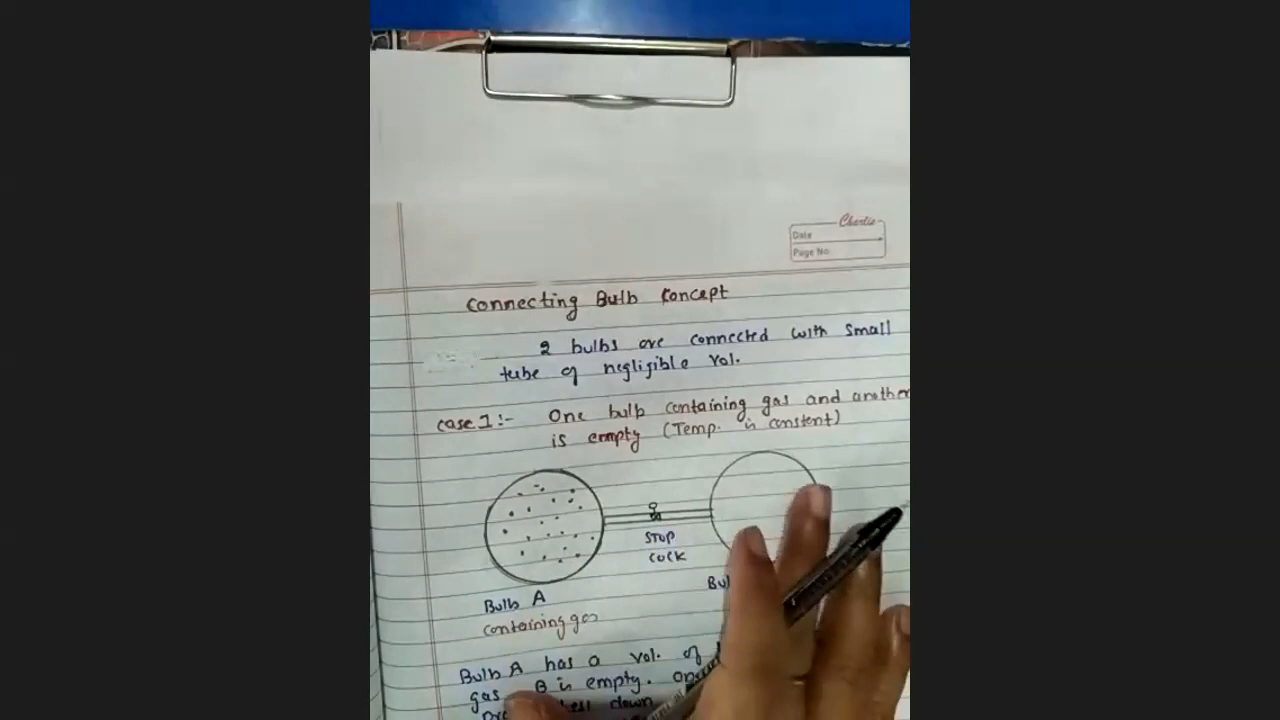 Charlie
Date
Page No.
Connecting Bulb Concept
2 bulbs are connected with small
tube of negligible vol.
case 1:- One bulb containing gas and another
is empty (Temp. is constent)
STOP
COCK
Bulb A
containing gas
Bulb A has a vol. of
gas B is empty.
down